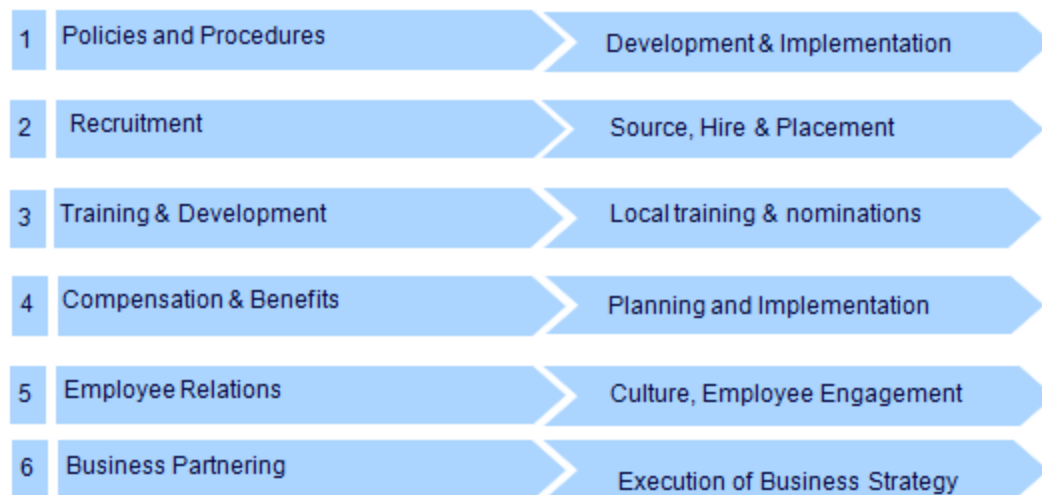 1 Policies and Procedures Development & Implementation
2 Recruitment Source, Hire & Placement
3 Training & Development Local training & nominations
4 Compensation & Benefits Planning and Implementation
5 Employee Relations Culture, Employee Engagement
6 Business Partnering Execution of Business Strategy